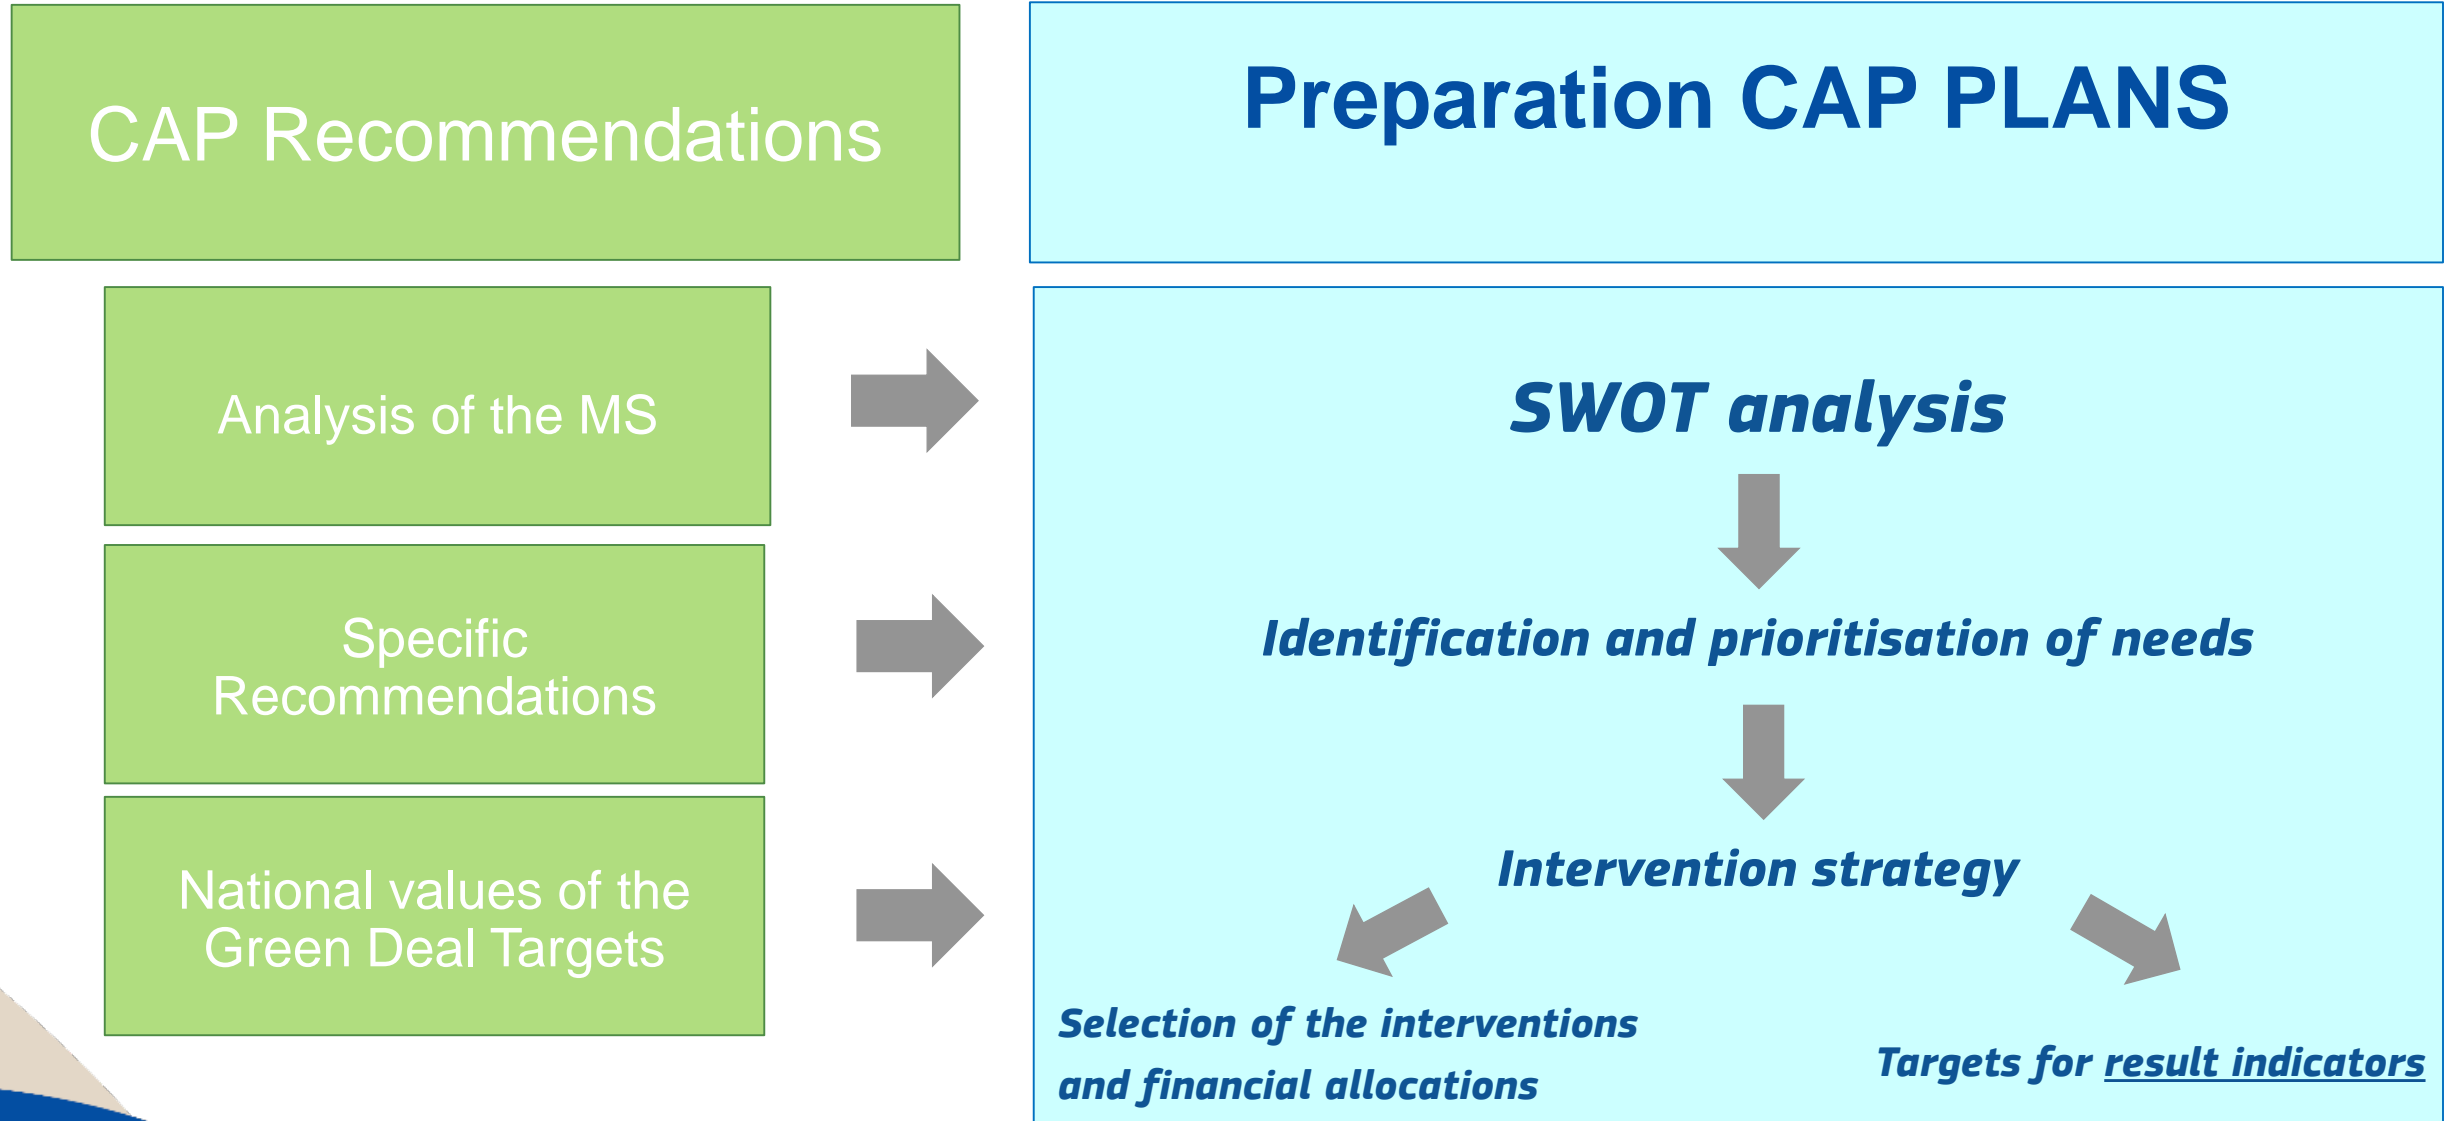 CAP Recommendations
Preparation CAP PLANS
Analysis of the MS
Specific
Recommendations
National values of the
Green Deal Targets
SWOT analysis
Identification and prioritisation of needs
Intervention strategy
Selection of the interventions
and financial allocations
Targets for result indicators